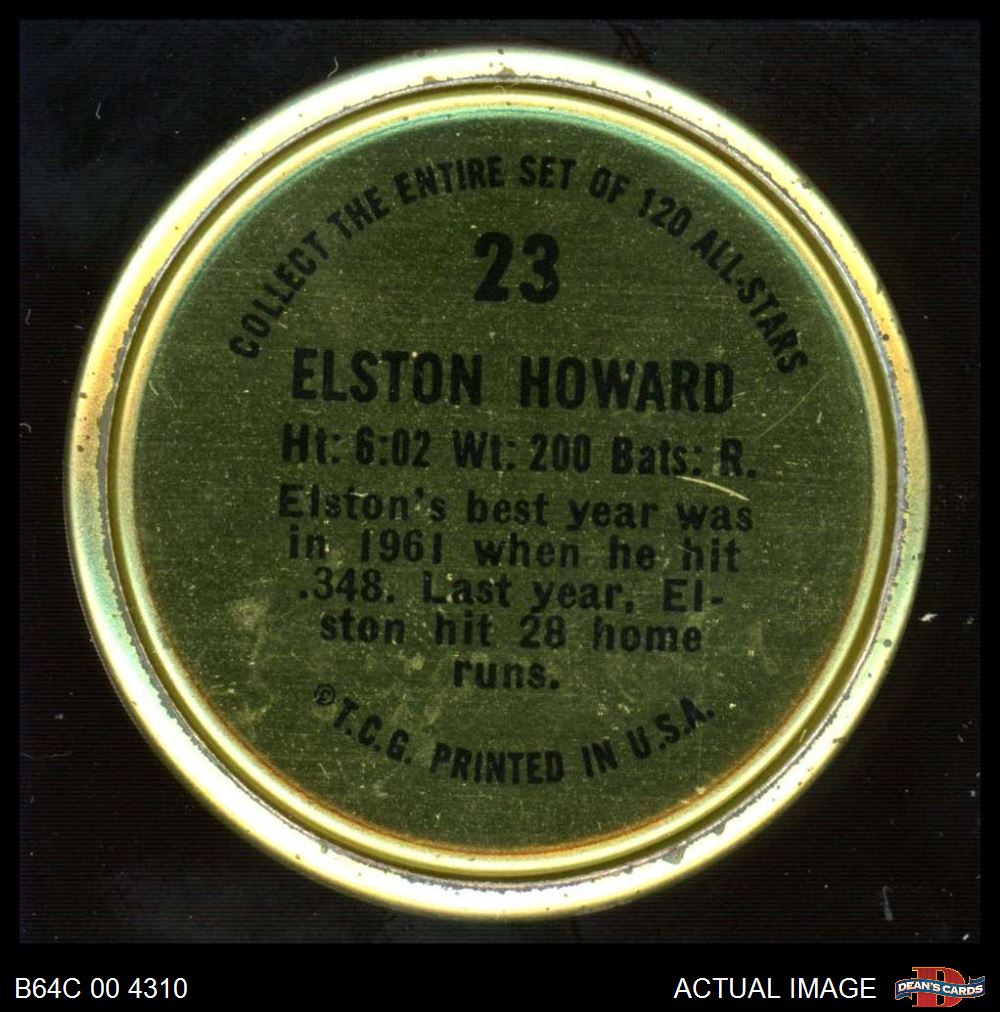 COLLECT THE ENTIRE SET OF 120 ALL-STARS
23
ELSTON HOWARD
Ht: 6:02 Wt: 200 Bats: R.
Elston's best year was
in 1961 when he hit
.348. Last year, El-
ston hit 28 home
runs.
©T.C.G. PRINTED IN U.S.A.
B64C 00 4310
ACTUAL IMAGE
DEAN'S CARDS